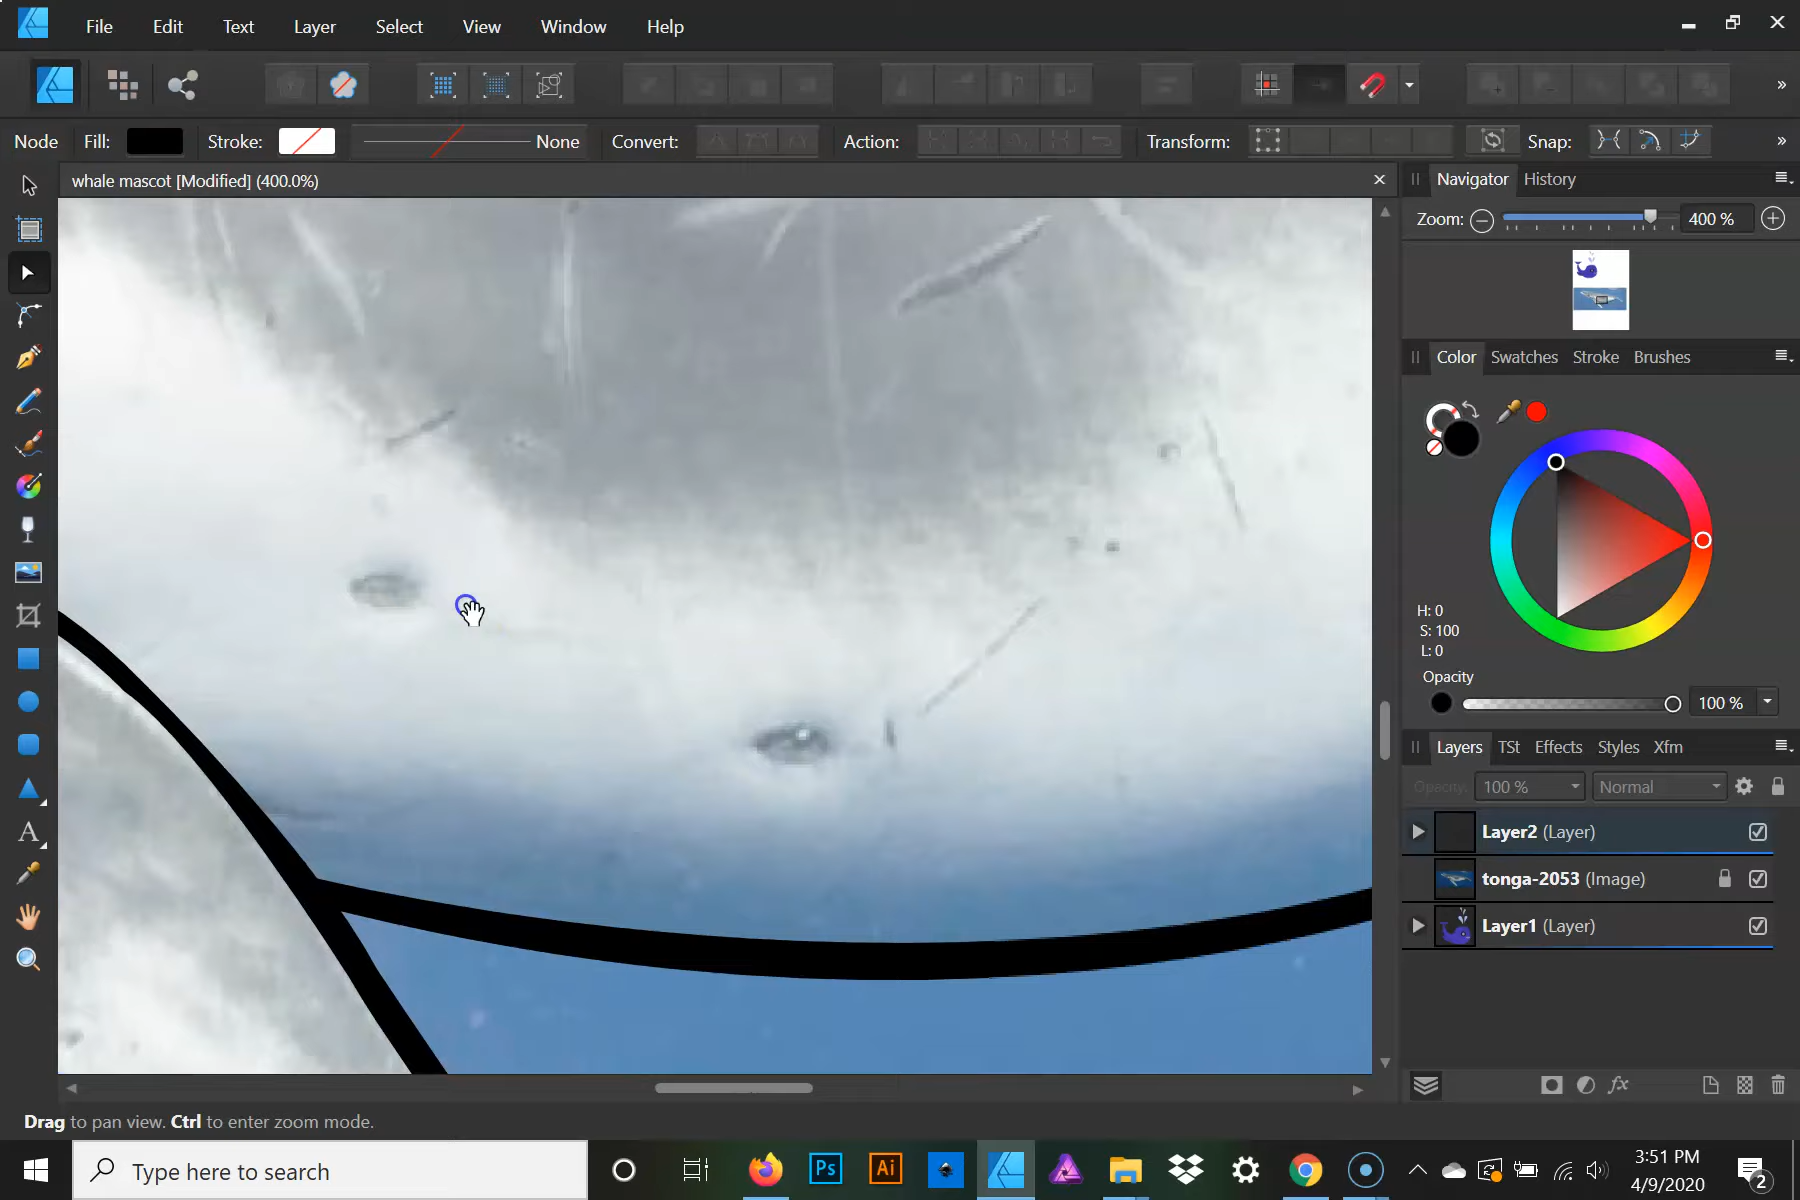 File Edit Text Layer Select View Window Help
Node Fill: Stroke: None Convert: Action: Transform: Snap:
whale mascot [Modified] (400.0%)
Navigator History
Zoom: 400 %
Color Swatches Stroke Brushes
H: 0
S: 100
L: 0
Opacity
100 %
Layers TSt Effects Styles Xfm
Opacity: 100 % Normal
Layer2 (Layer)
tonga-2053 (Image)
Layer1 (Layer)
fx
Drag to pan view. Ctrl to enter zoom mode.
Type here to search
Ps
Ai
3:51 PM
4/9/2020
2